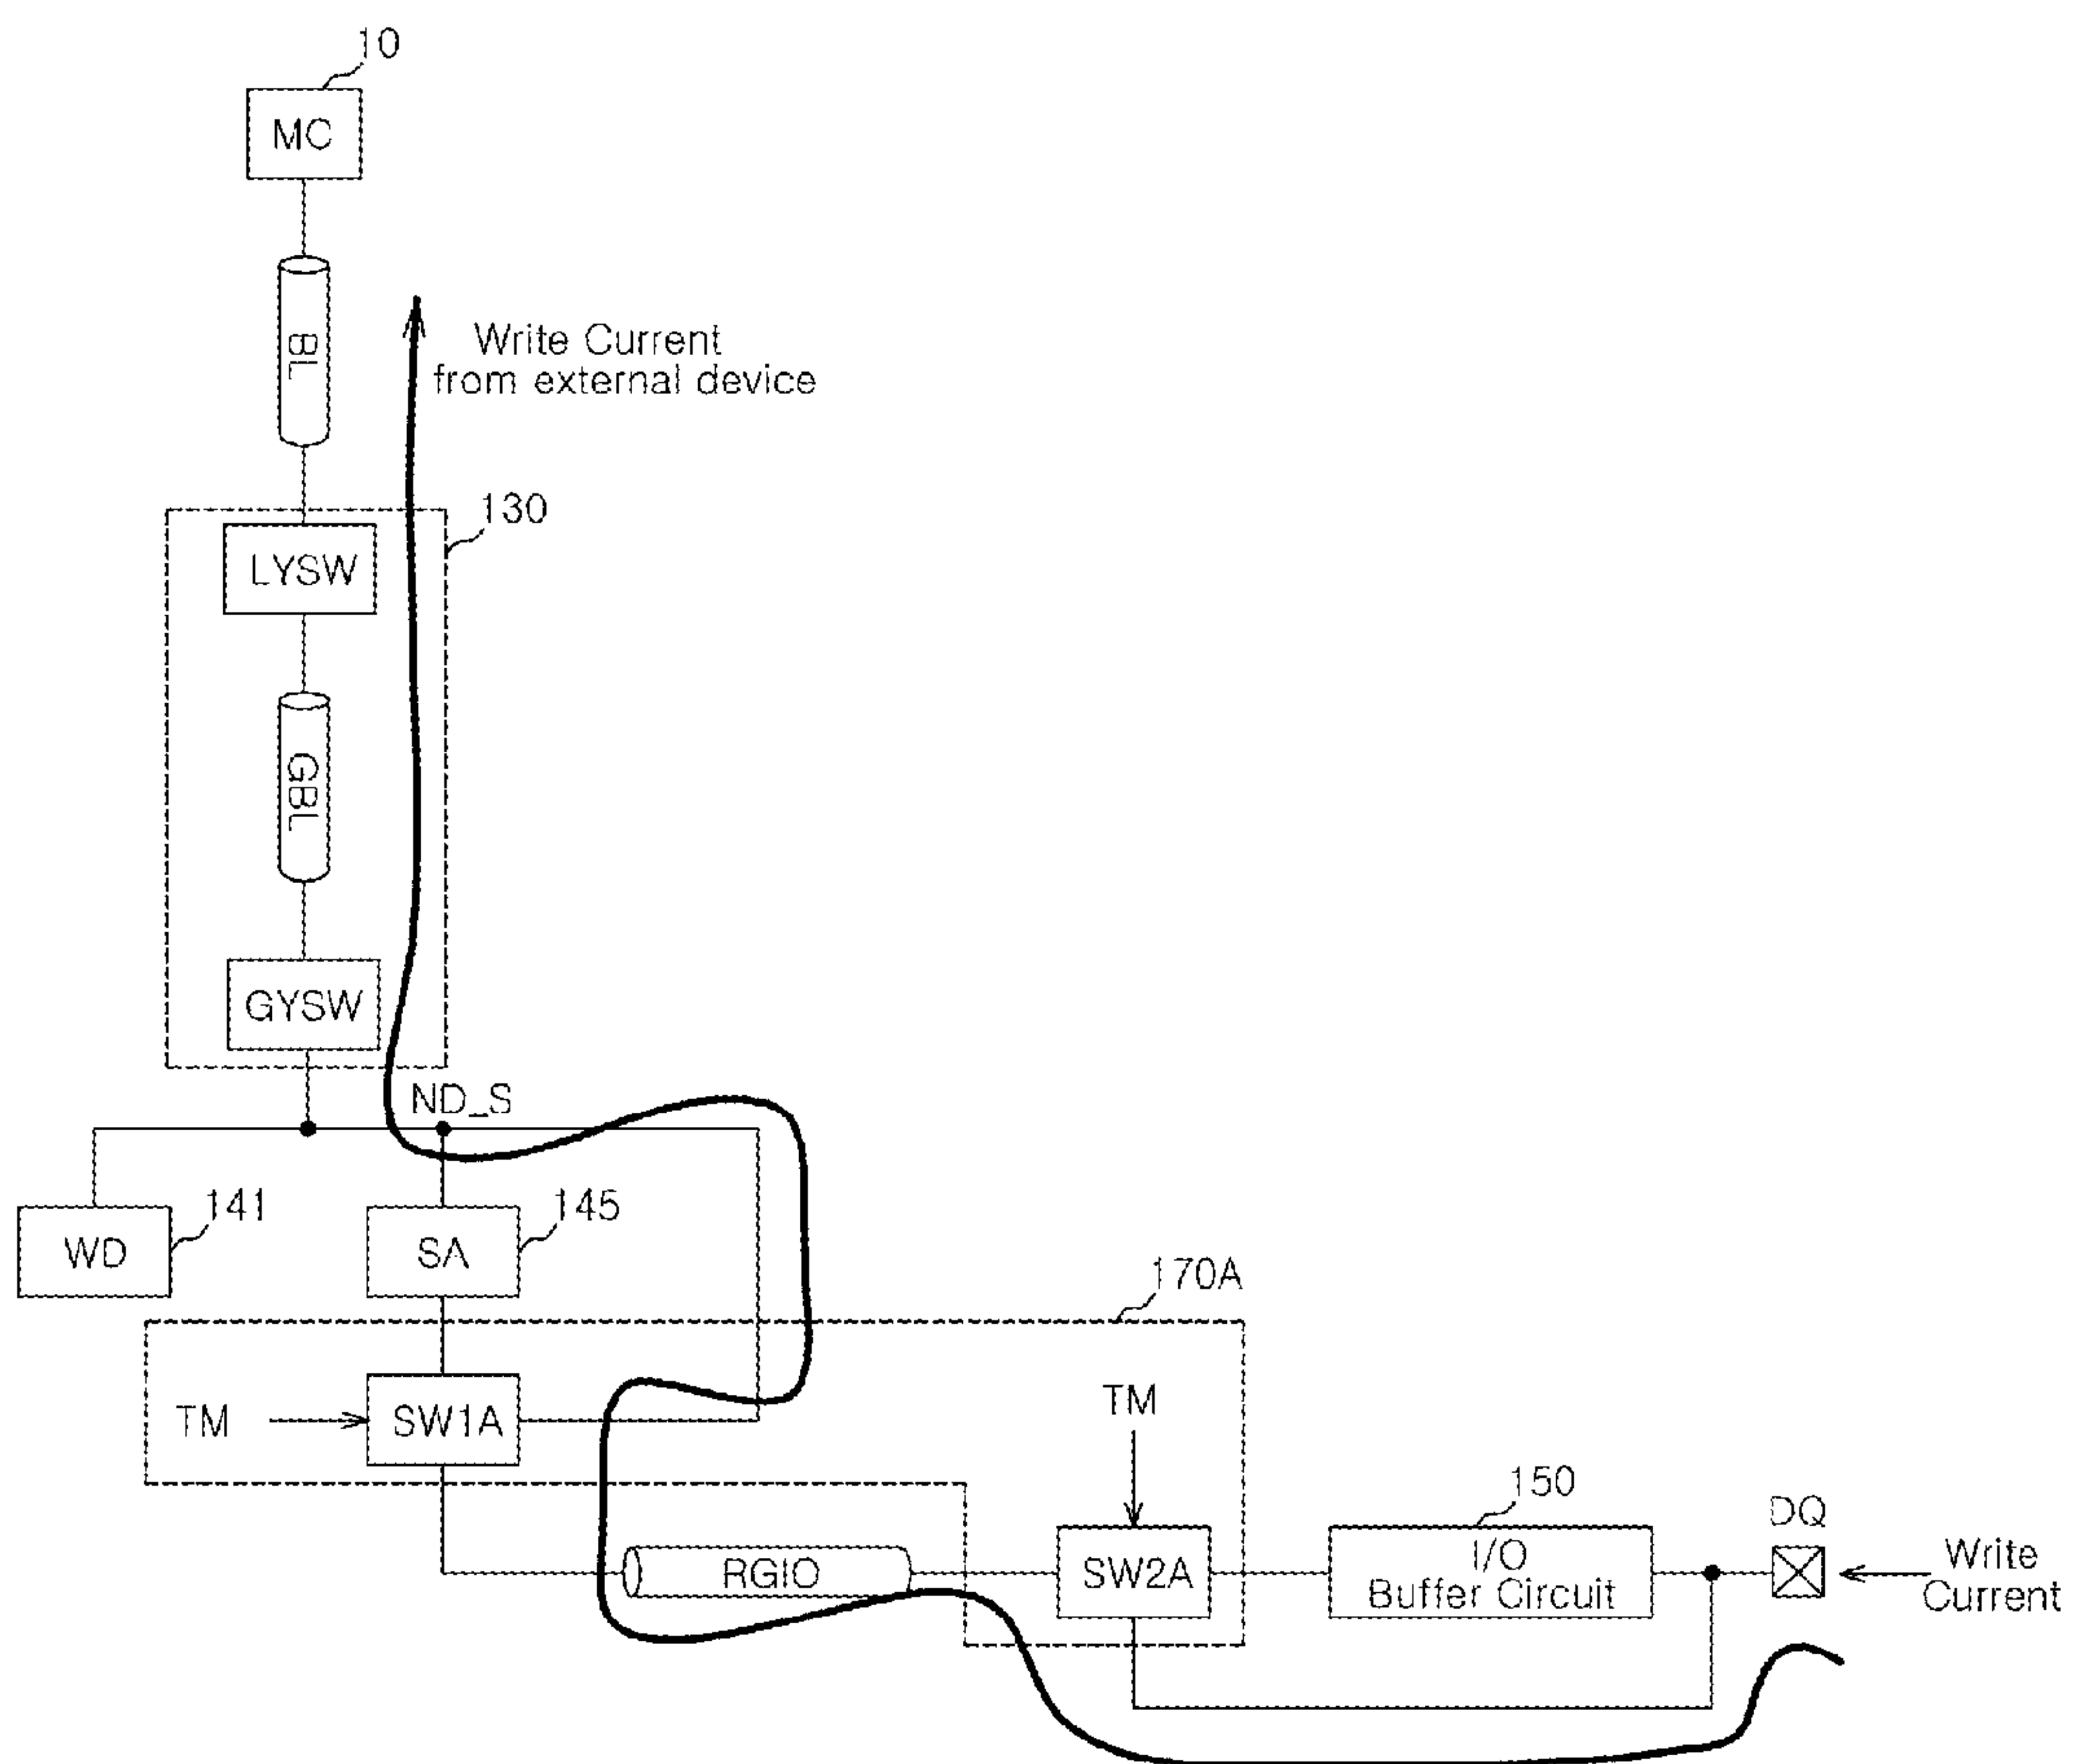 10
MC
BL
Write Current
from external device
130
LYSW
GBL
GYSW
ND_S
141
WD
145
SA
170A
TM
SW1A
TM
150
DQ
RGIO
SW2A
I/O
Buffer Circuit
Write
Current